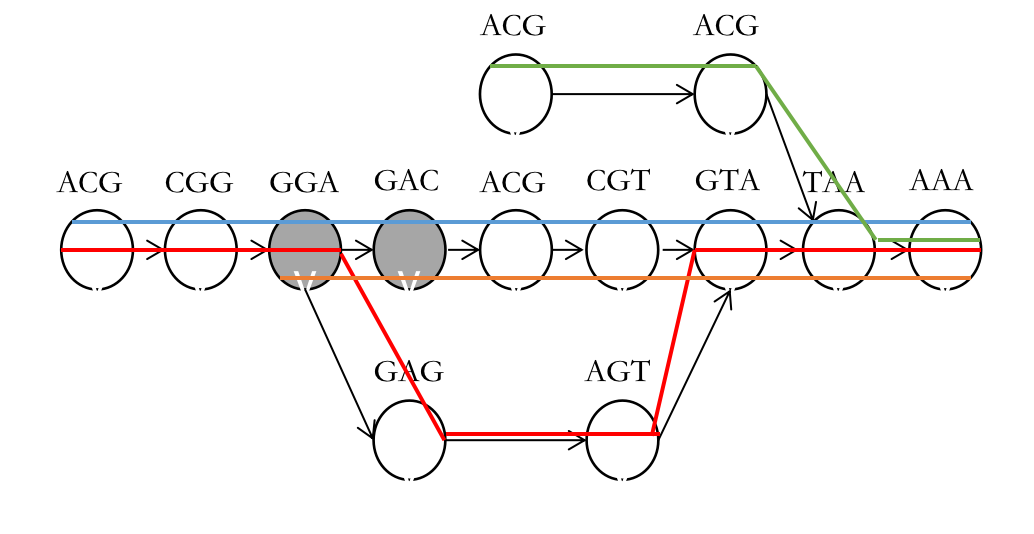 ACG ACG
ACG CGG GGA GAC ACG CGT GTA TAA AAA
V V
GAG AGT